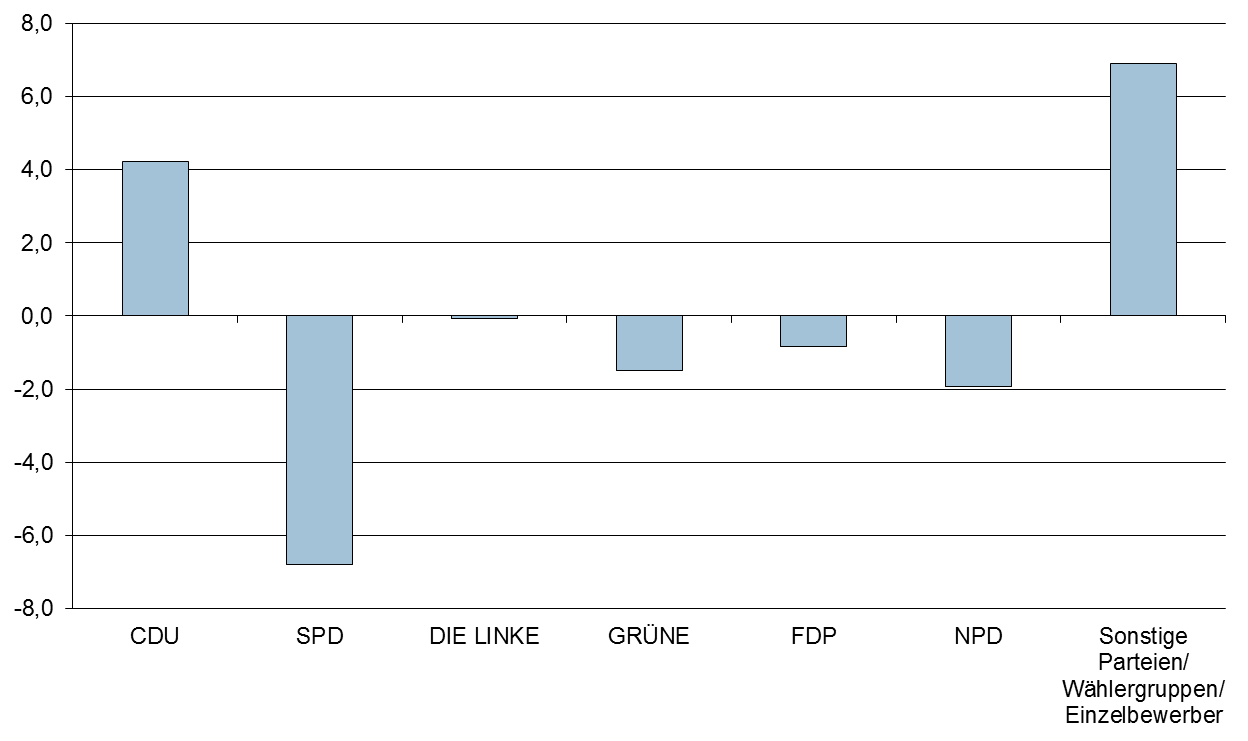 8,0
6,0
4,0
2,0
0,0
-2,0
-4,0
-6,0
-8,0
CDU
SPD
DIE LINKE
GRÜNE
FDP
NPD
Sonstige
Parteien/
Wählergruppen/
Einzelbewerber